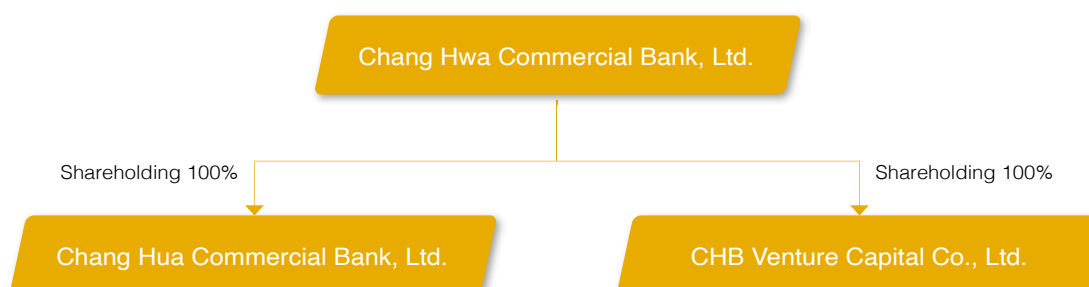 Chang Hwa Commercial Bank, Ltd.
Shareholding 100%
Shareholding 100%
Chang Hua Commercial Bank, Ltd.
CHB Venture Capital Co., Ltd.